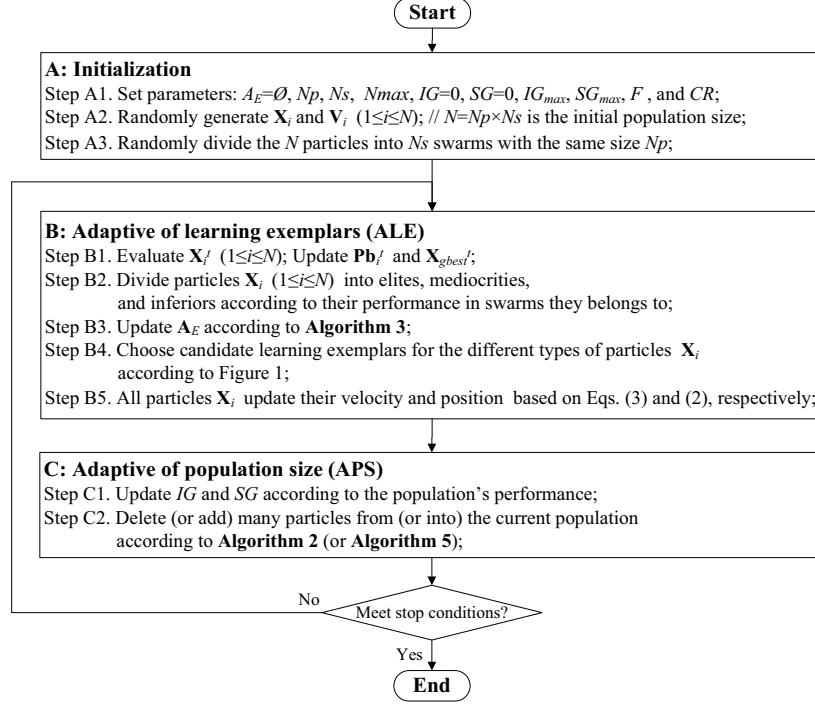 Start
A: Initialization
Step A1. Set parameters: A_E=Ø, Np, Ns, Nmax, IG=0, SG=0, IG_max, SG_max, F , and CR;
Step A2. Randomly generate X_i and V_i (1≤i≤N); // N=Np×Ns is the initial population size;
Step A3. Randomly divide the N particles into Ns swarms with the same size Np;
B: Adaptive of learning exemplars (ALE)
Step B1. Evaluate X_i^t (1≤i≤N); Update Pb_i^t and X_gbest^t;
Step B2. Divide particles X_i (1≤i≤N) into elites, mediocrities,
and inferiors according to their performance in swarms they belongs to;
Step B3. Update A_E according to Algorithm 3;
Step B4. Choose candidate learning exemplars for the different types of particles X_i
according to Figure 1;
Step B5. All particles X_i update their velocity and position based on Eqs. (3) and (2), respectively;
C: Adaptive of population size (APS)
Step C1. Update IG and SG according to the population's performance;
Step C2. Delete (or add) many particles from (or into) the current population
according to Algorithm 2 (or Algorithm 5);
No
Meet stop conditions?
Yes
End